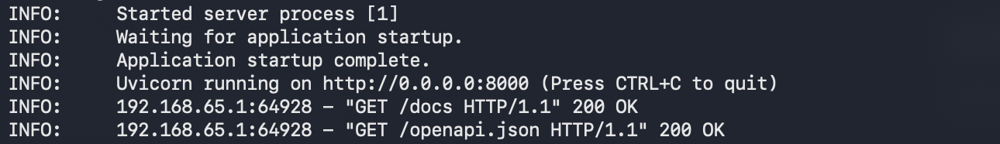 INFO:     Started server process [1]
INFO:     Waiting for application startup.
INFO:     Application startup complete.
INFO:     Uvicorn running on http://0.0.0.0:8000 (Press CTRL+C to quit)
INFO:     192.168.65.1:64928 – "GET /docs HTTP/1.1" 200 OK
INFO:     192.168.65.1:64928 – "GET /openapi.json HTTP/1.1" 200 OK